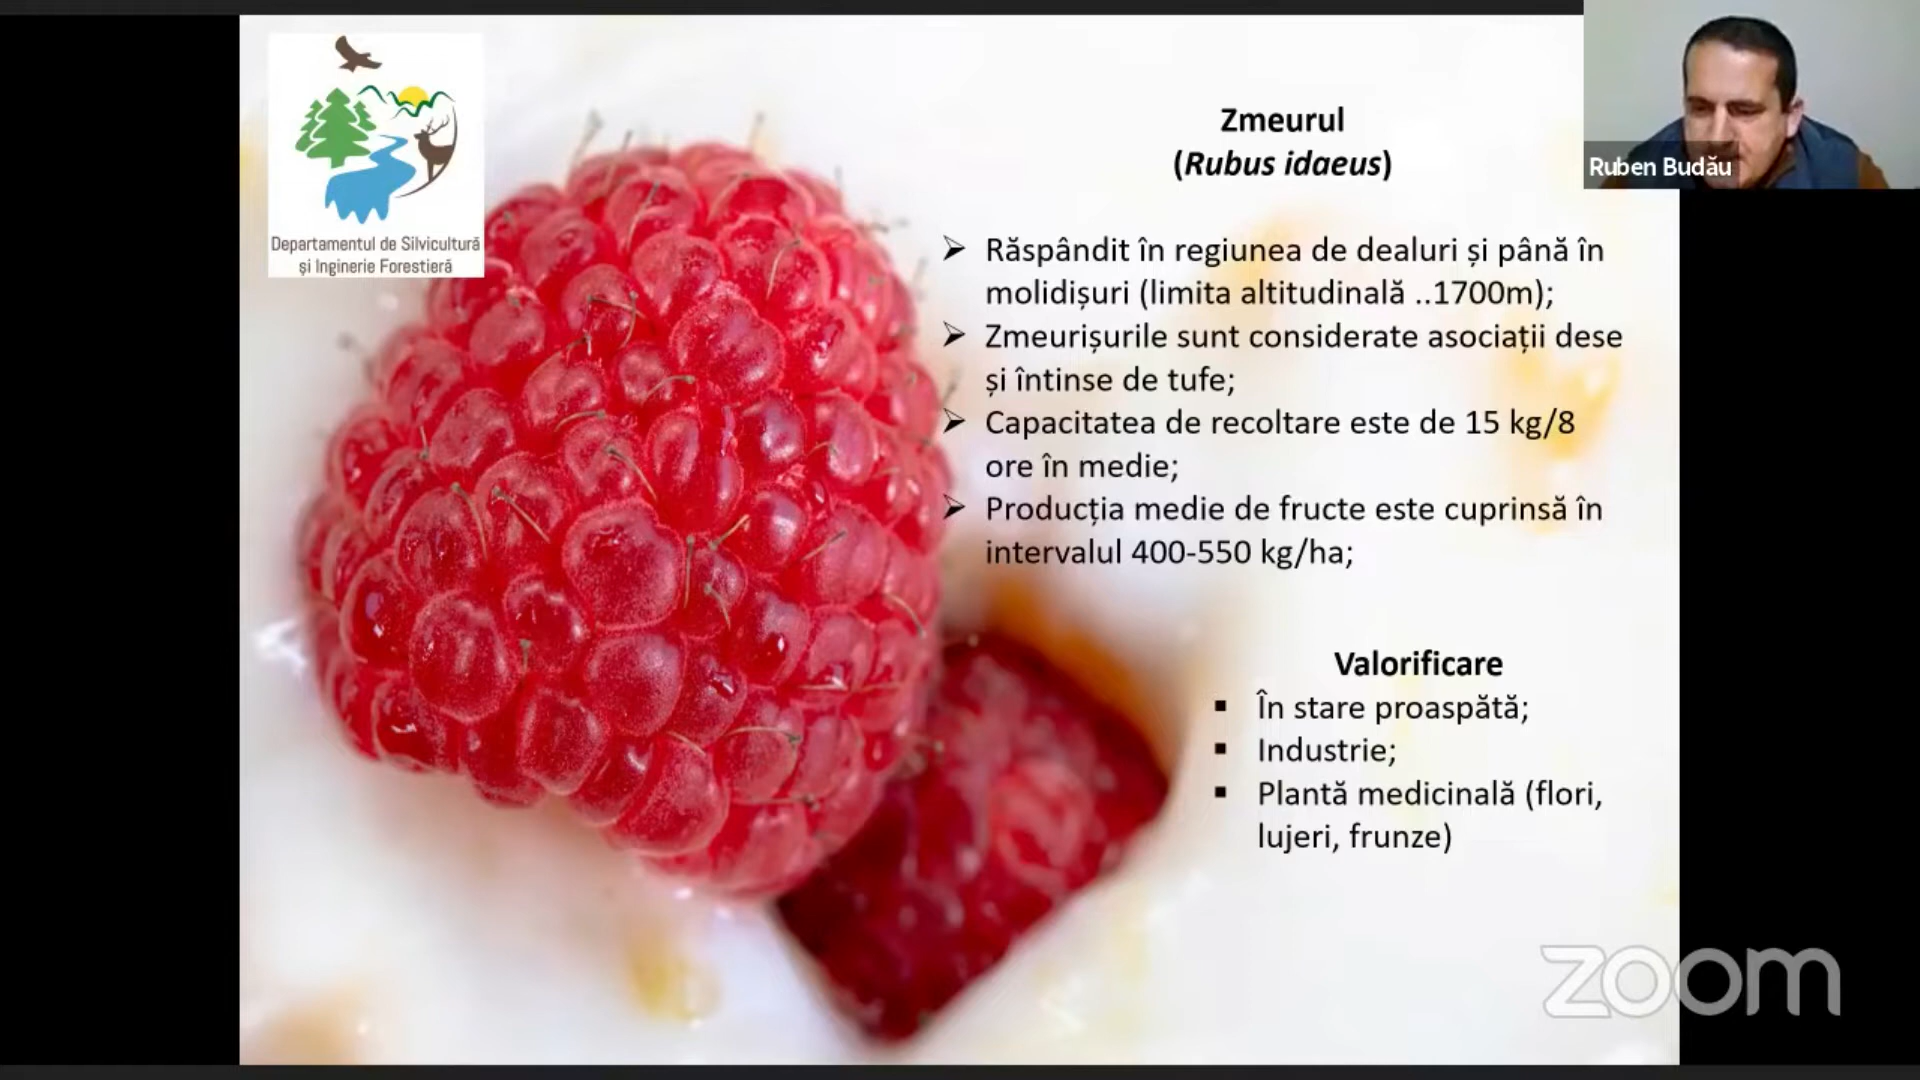 Departamentul de Silvicultură
și Inginerie Forestieră
Zmeurul
(Rubus idaeus)
Răspândit în regiunea de dealuri și până în
molidișuri (limita altitudinală ..1700m);
Zmeurișurile sunt considerate asociații dese
și întinse de tufe;
Capacitatea de recoltare este de 15 kg/8
ore în medie;
Producția medie de fructe este cuprinsă în
intervalul 400-550 kg/ha;
Valorificare
În stare proaspătă;
Industrie;
Plantă medicinală (flori,
lujeri, frunze)
Ruben Budău
zoom